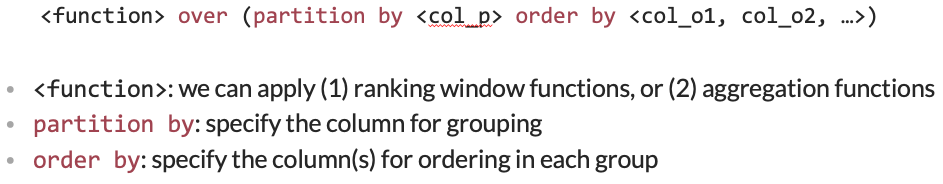 <function> over (partition by <col_p> order by <col_o1, col_o2, …>)
• <function>: we can apply (1) ranking window functions, or (2) aggregation functions
• partition by: specify the column for grouping
• order by: specify the column(s) for ordering in each group